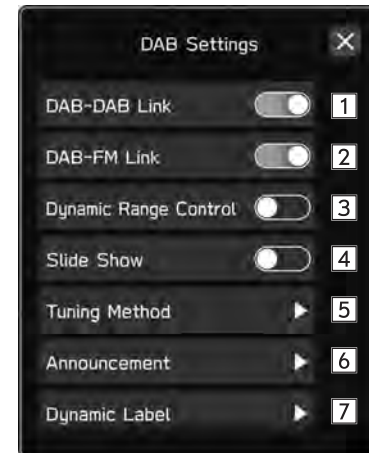 DAB Settings
DAB-DAB Link 1
DAB-FM Link 2
Dynamic Range Control 3
Slide Show 4
Tuning Method 5
Announcement 6
Dynamic Label 7